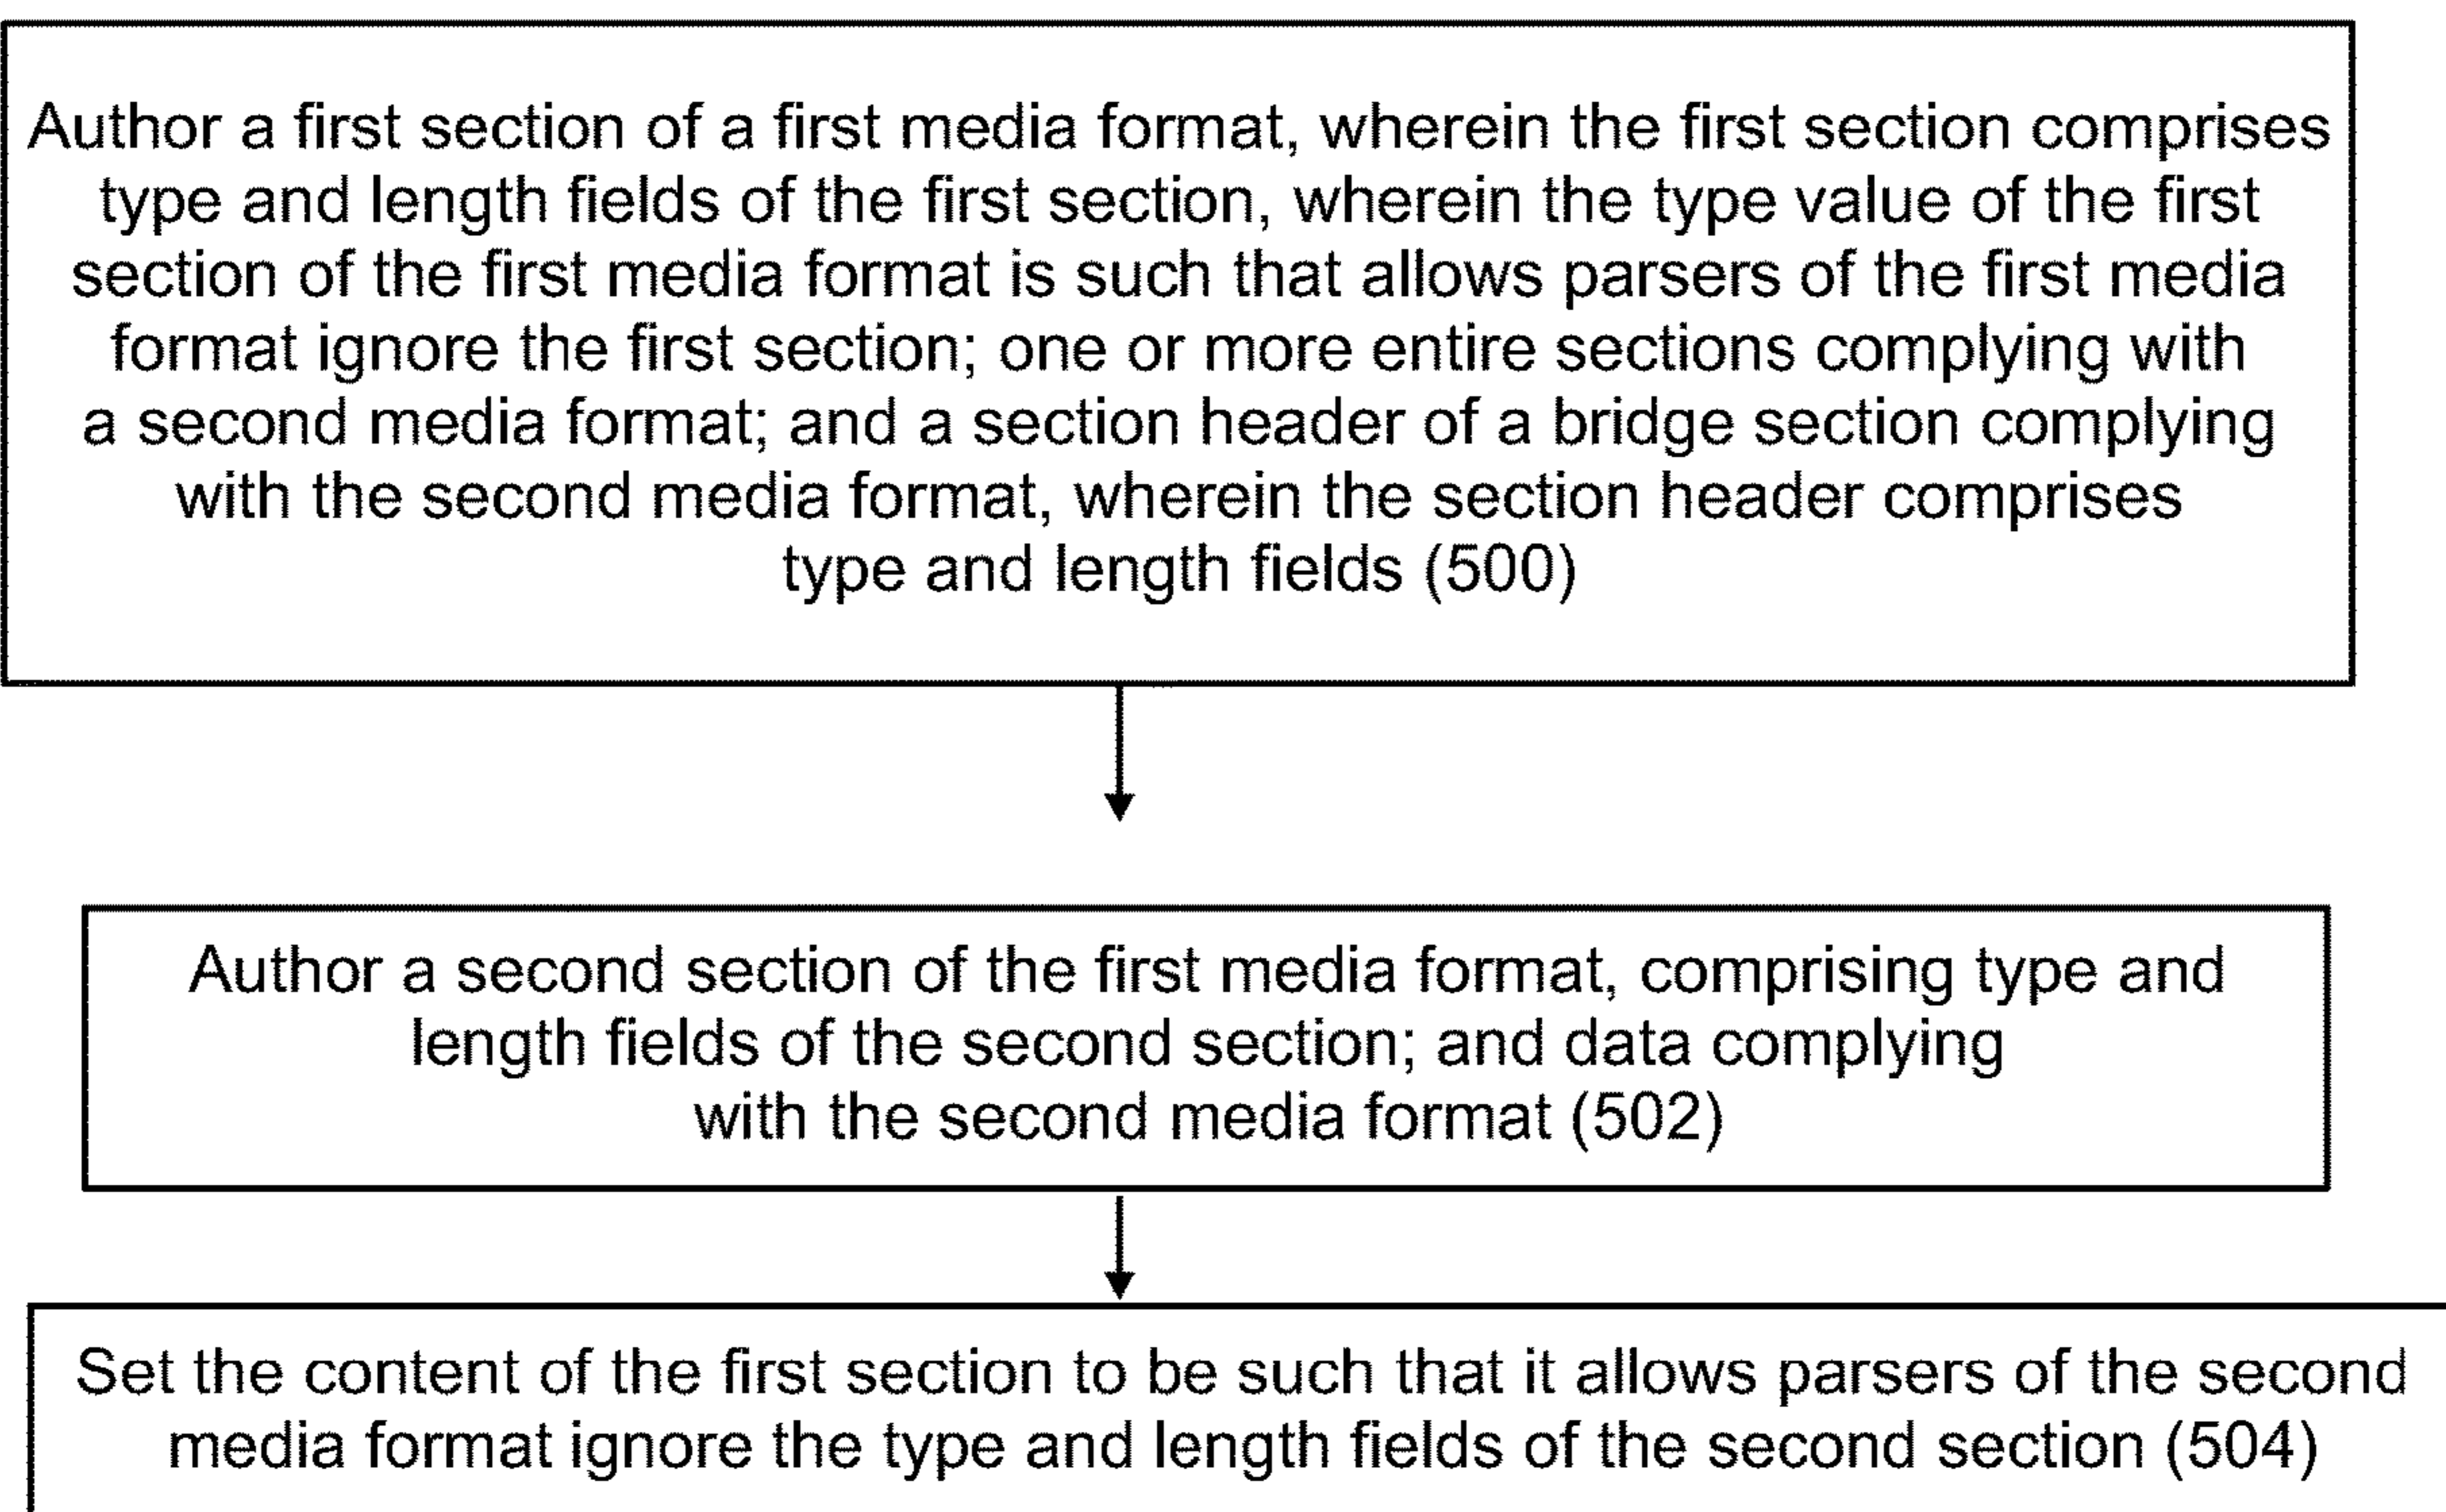 Author a first section of a first media format, wherein the first section comprises
type and length fields of the first section, wherein the type value of the first
section of the first media format is such that allows parsers of the first media
format ignore the first section; one or more entire sections complying with
a second media format; and a section header of a bridge section complying
with the second media format, wherein the section header comprises
type and length fields (500)
Author a second section of the first media format, comprising type and
length fields of the second section; and data complying
with the second media format (502)
Set the content of the first section to be such that it allows parsers of the second
media format ignore the type and length fields of the second section (504)